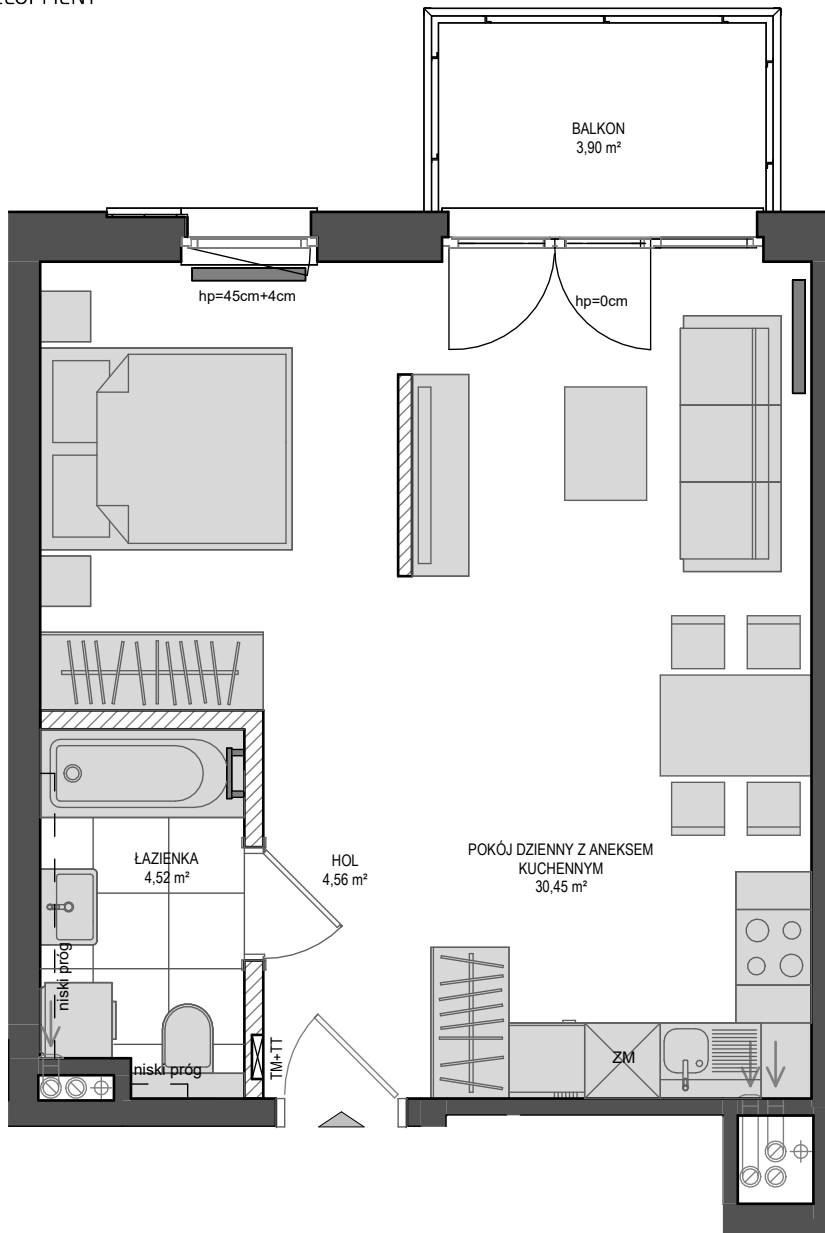 BALKON
3,90 m²
hp=45cm+4cm
hp=0cm
ŁAZIENKA
4,52 m²
HOL
4,56 m²
POKÓJ DZIENNY Z ANEKSEM
KUCHENNYM
30,45 m²
niski próg
niski próg
TM+TT
ZM